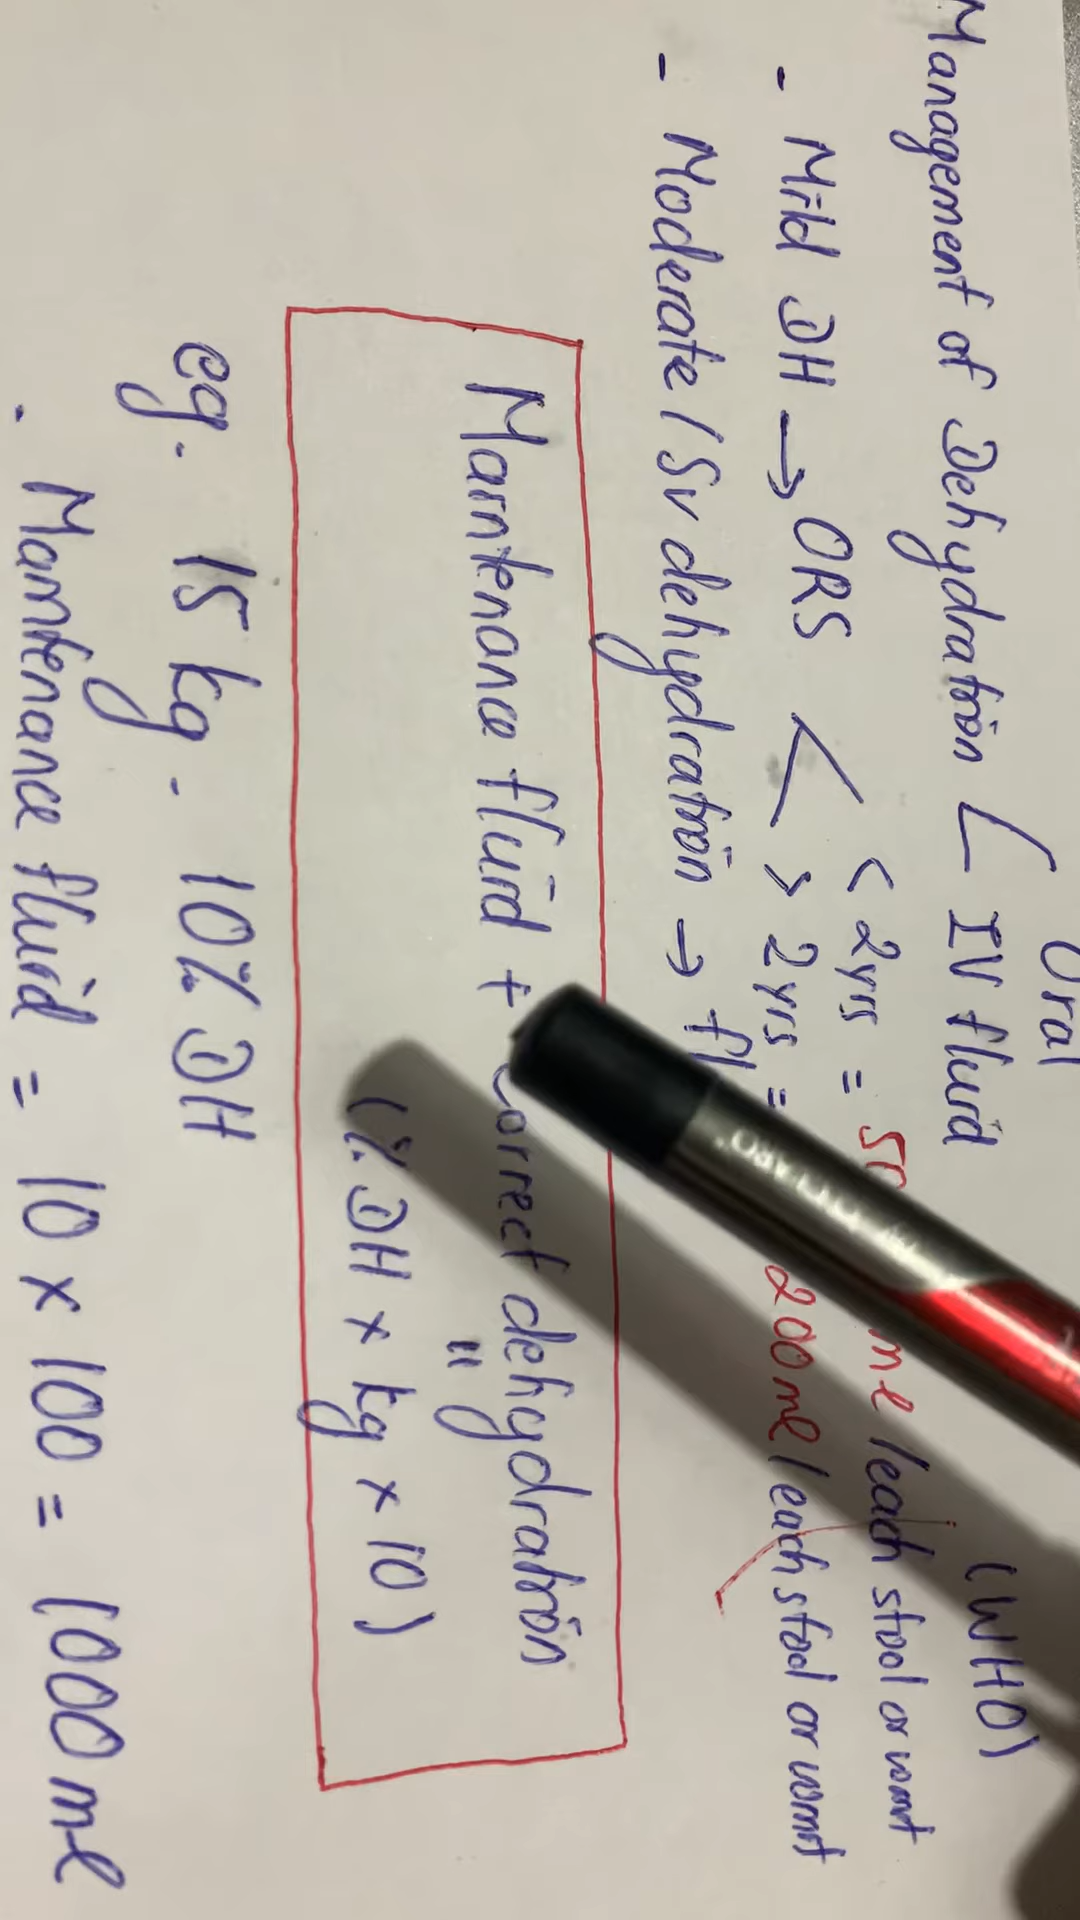 Oral
Management of Dehydration < IV fluid (WHO)
< 2yrs = 50 ml / each stool or vomit
- Mild DH → ORS < > 2yrs = 200 ml / each stool or vomit
- Moderate / Sv dehydration → fl
Maintenance fluid + correct dehydration
"
(% DH × kg × 10)
eg. 15 kg - 10% DH
. Maintenance fluid = 10 × 100 = 1000 ml